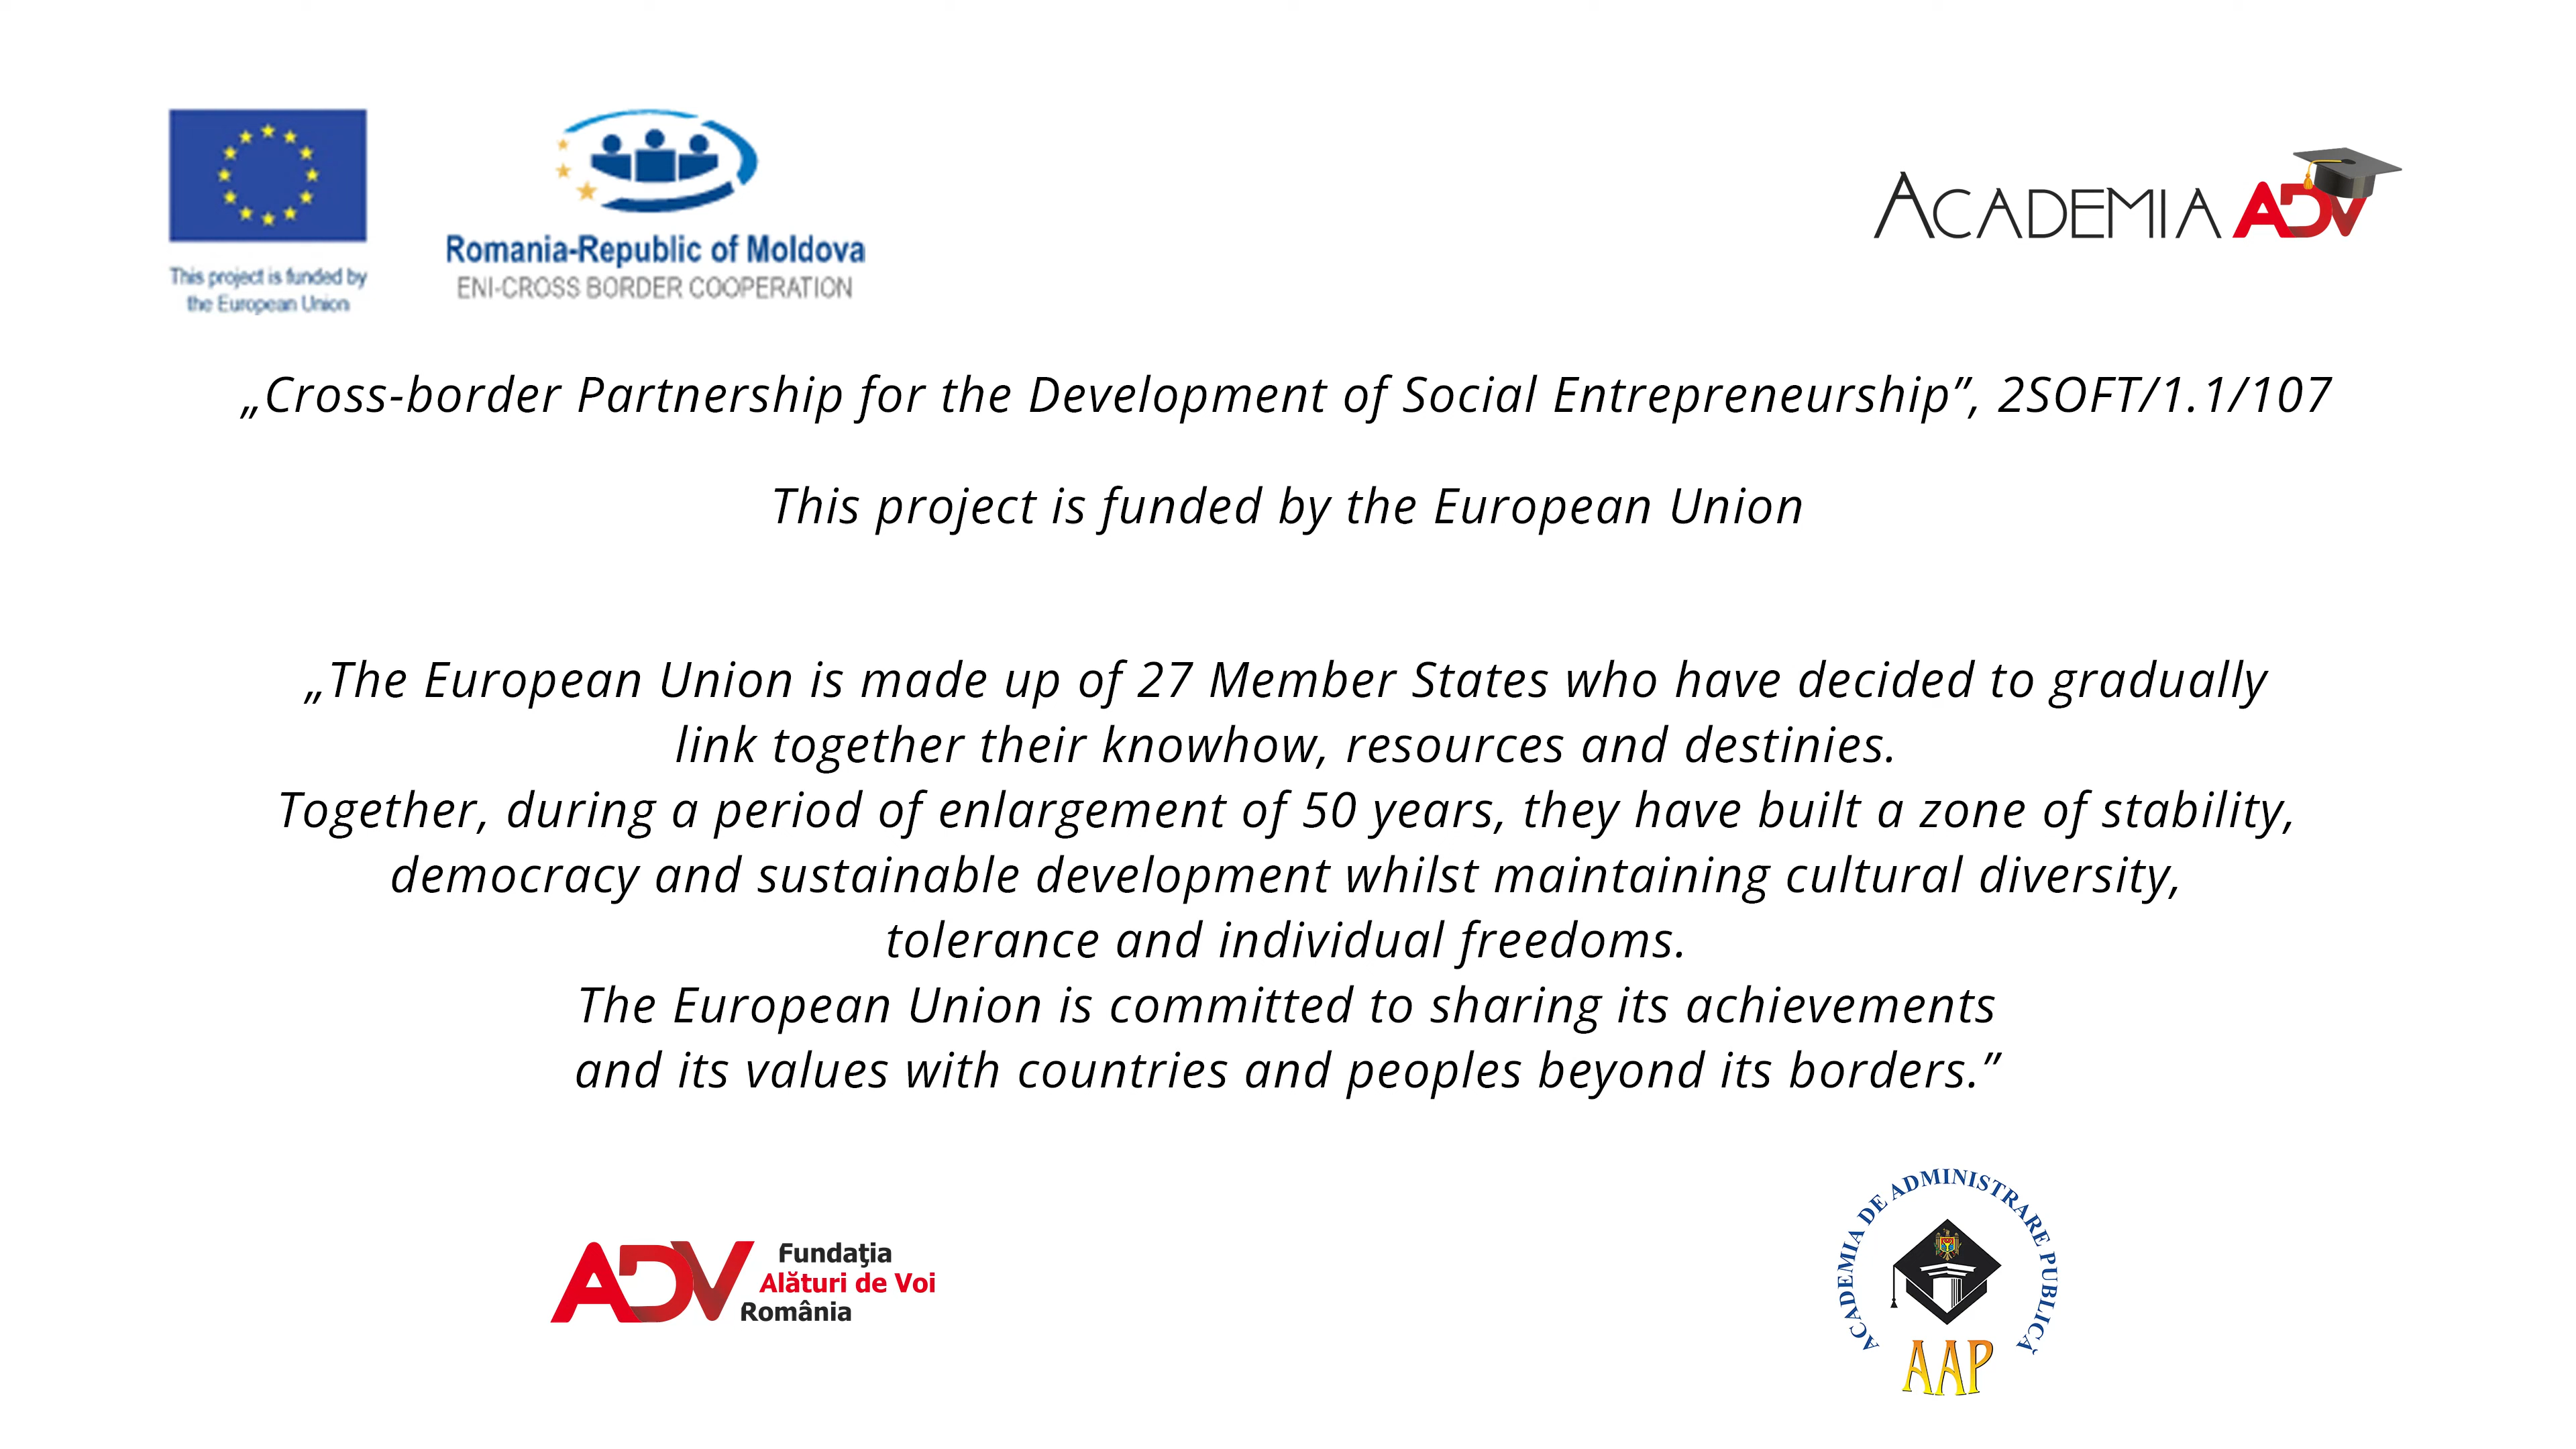 This project is funded by
the European Union
Romania-Republic of Moldova
ENI-CROSS BORDER COOPERATION
ACADEMIA ADV
„Cross-border Partnership for the Development of Social Entrepreneurship”, 2SOFT/1.1/107
This project is funded by the European Union
„The European Union is made up of 27 Member States who have decided to gradually
link together their knowhow, resources and destinies.
Together, during a period of enlargement of 50 years, they have built a zone of stability,
democracy and sustainable development whilst maintaining cultural diversity,
tolerance and individual freedoms.
The European Union is committed to sharing its achievements
and its values with countries and peoples beyond its borders.”
ADV
Fundaţia
Alături de Voi
România
ACADEMIA DE ADMINISTRARE PUBLICĂ
AAP